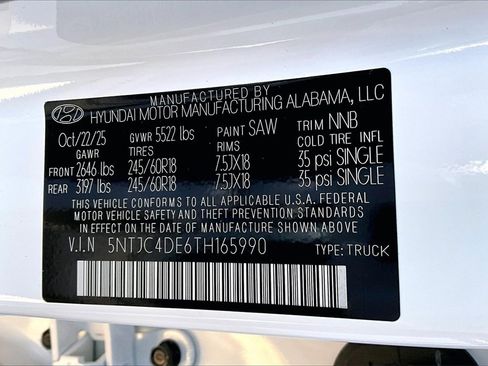 MANUFACTURED BY
HYUNDAI MOTOR MANUFACTURING ALABAMA, LLC
Oct/22/25 GVWR 5522 lbs PAINT SAW TRIM NNB
GAWR TIRES RIMS COLD TIRE INFL
FRONT 2646 lbs 245/60R18 7.5JX18 35 psi SINGLE
REAR 3197 lbs 245/60R18 7.5JX18 35 psi SINGLE
THIS VEHICLE CONFORMS TO ALL APPLICABLE U.S.A. FEDERAL
MOTOR VEHICLE SAFETY AND THEFT PREVENTION STANDARDS
IN EFFECT ON THE DATE OF MANUFACTURE SHOWN ABOVE.
V.I.N 5NTJC4DE6TH165990 TYPE: TRUCK